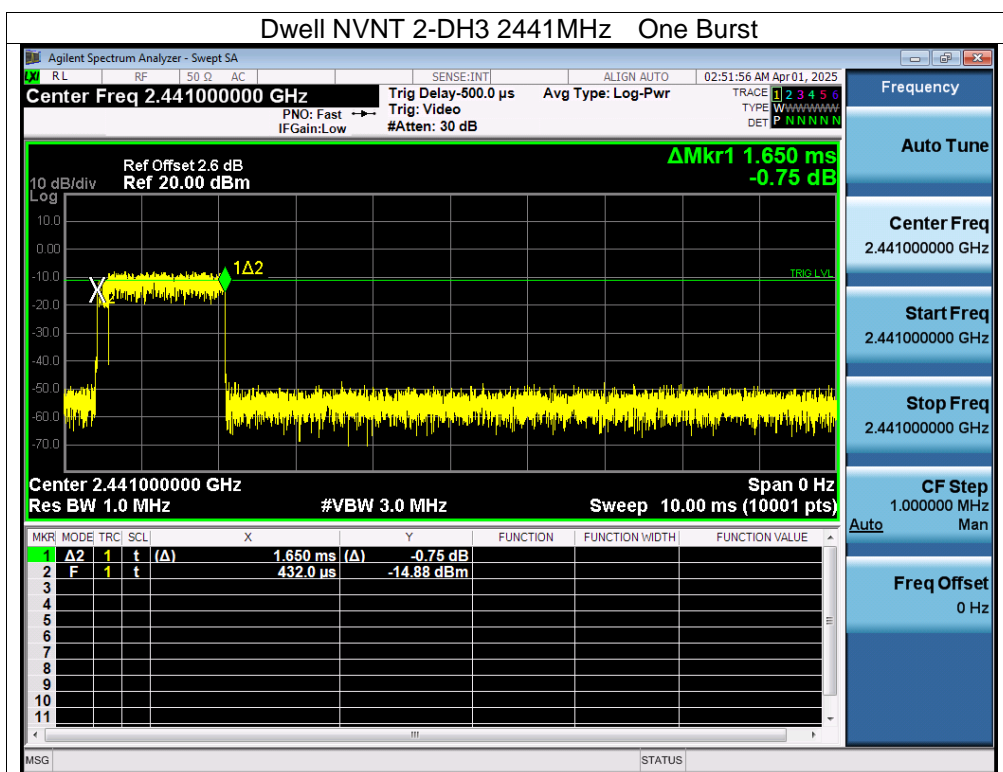 Dwell NVNT 2-DH3 2441MHz One Burst
Agilent Spectrum Analyzer - Swept SA
LXI RL RF 50 Ω AC SENSE:INT ALIGN AUTO 02:51:56 AM Apr 01, 2025
Center Freq 2.441000000 GHz
PNO: Fast
IFGain:Low
Trig Delay-500.0 µs
Trig: Video
#Atten: 30 dB
Avg Type: Log-Pwr
TRACE 1 2 3 4 5 6
TYPE WWWWWW
DET P N N N N N
ΔMkr1 1.650 ms
-0.75 dB
Ref Offset 2.6 dB
10 dB/div Ref 20.00 dBm
Log
10.0
0.00
-10.0
-20.0
-30.0
-40.0
-50.0
-60.0
-70.0
1Δ2
TRIG LVL
Center 2.441000000 GHz Span 0 Hz
Res BW 1.0 MHz #VBW 3.0 MHz Sweep 10.00 ms (10001 pts)
MKR MODE TRC SCL X Y FUNCTION FUNCTION WIDTH FUNCTION VALUE
1 Δ2 1 t (Δ) 1.650 ms (Δ) -0.75 dB
2 F 1 t 432.0 µs -14.88 dBm
3
4
5
6
7
8
9
10
11
MSG STATUS
Frequency
Auto Tune
Center Freq
2.441000000 GHz
Start Freq
2.441000000 GHz
Stop Freq
2.441000000 GHz
CF Step
1.000000 MHz
Auto Man
Freq Offset
0 Hz